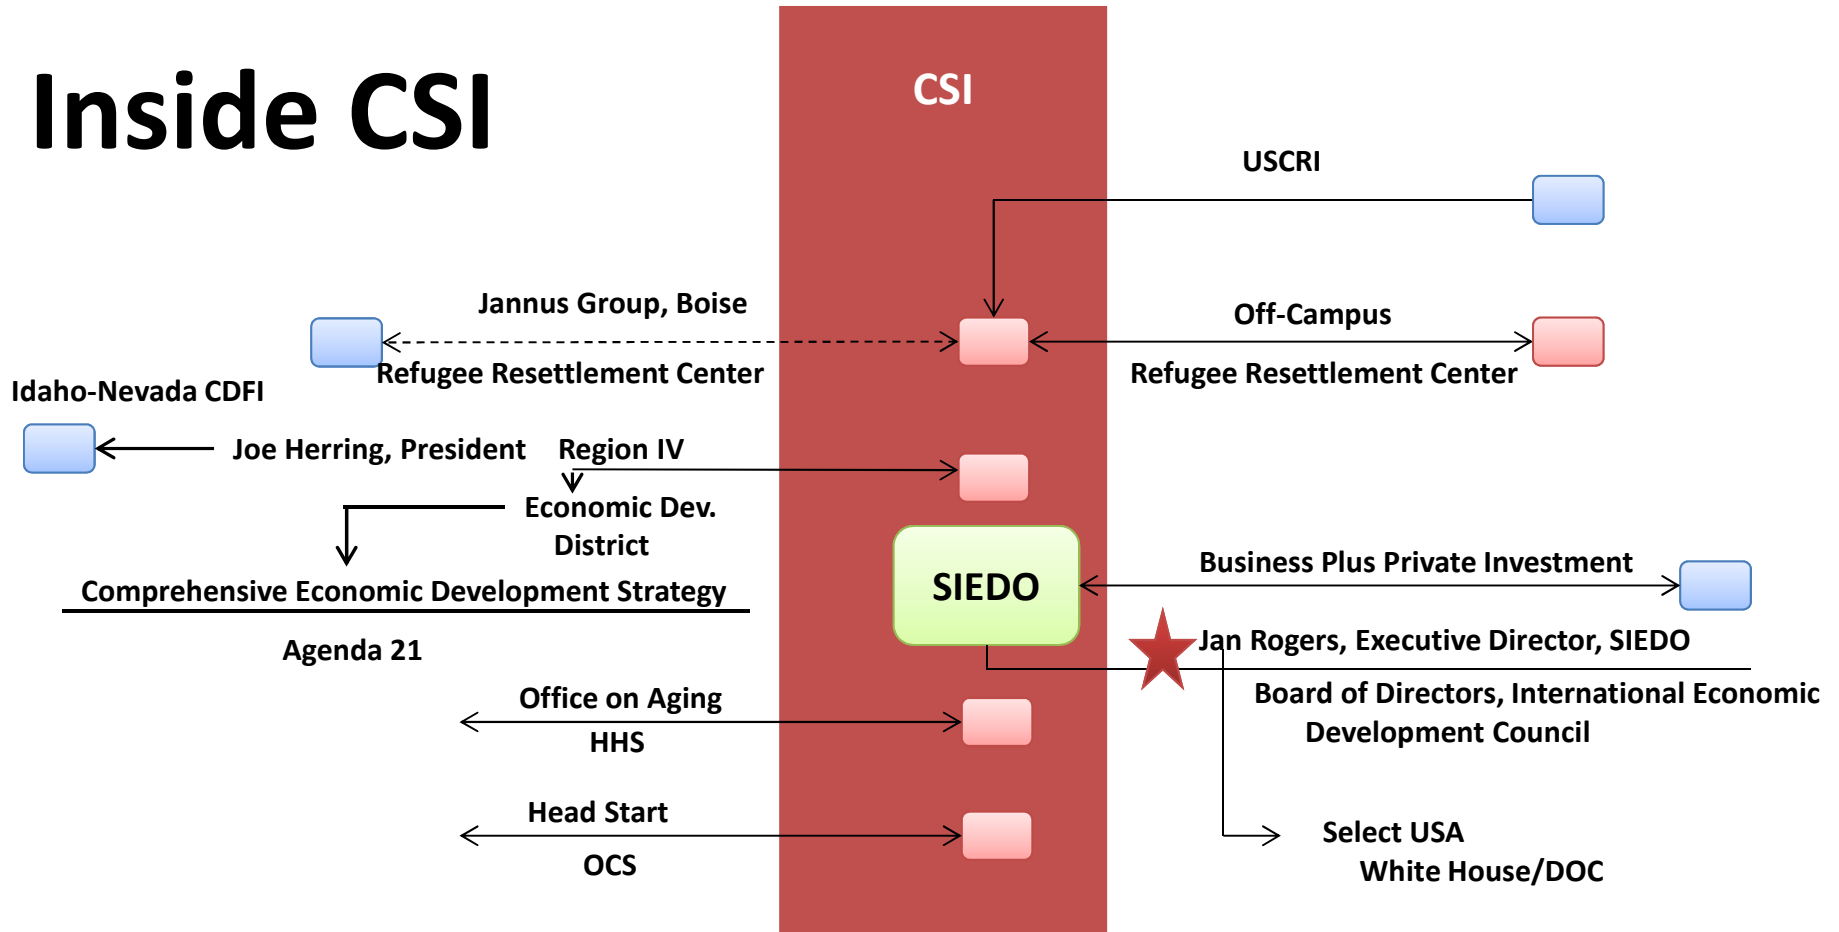 Inside CSI
CSI
USCRI
Jannus Group, Boise
Off-Campus
Refugee Resettlement Center
Refugee Resettlement Center
Idaho-Nevada CDFI
Joe Herring, President
Region IV
Economic Dev.
District
Comprehensive Economic Development Strategy
Agenda 21
SIEDO
Business Plus Private Investment
Jan Rogers, Executive Director, SIEDO
Board of Directors, International Economic
Development Council
Office on Aging
HHS
Head Start
OCS
Select USA
White House/DOC